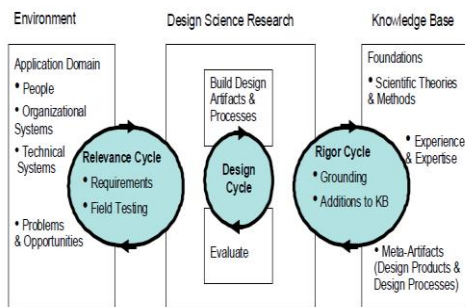 Environment
Design Science Research
Knowledge Base
Application Domain
• People
• Organizational
Systems
• Technical
Systems
• Problems
& Opportunities
Relevance Cycle
• Requirements
• Field Testing
Build Design
Artifacts &
Processes
Design
Cycle
Evaluate
Rigor Cycle
• Grounding
• Additions to KB
Foundations
• Scientific Theories
& Methods
• Experience
& Expertise
• Meta-Artifacts
(Design Products &
Design Processes)